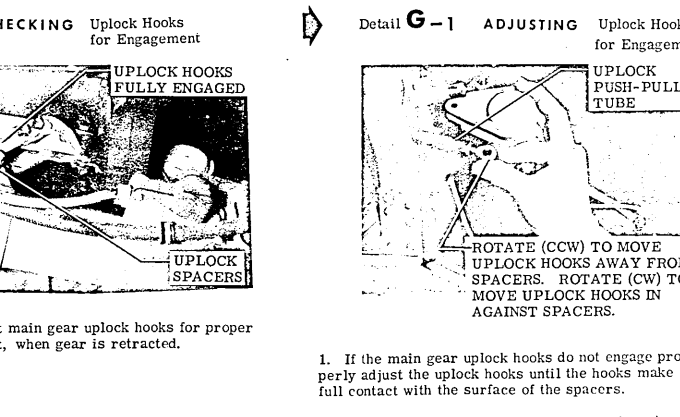 HECKING Uplock Hooks
for Engagement
UPLOCK HOOKS
FULLY ENGAGED
UPLOCK
SPACERS
main gear uplock hooks for proper
, when gear is retracted.
Detail G-1 ADJUSTING Uplock Hook
for Engagem
UPLOCK
PUSH-PULL
TUBE
ROTATE (CCW) TO MOVE
UPLOCK HOOKS AWAY FRO
SPACERS. ROTATE (CW) TO
MOVE UPLOCK HOOKS IN
AGAINST SPACERS.
1. If the main gear uplock hooks do not engage pro
perly adjust the uplock hooks until the hooks make
full contact with the surface of the spacers.